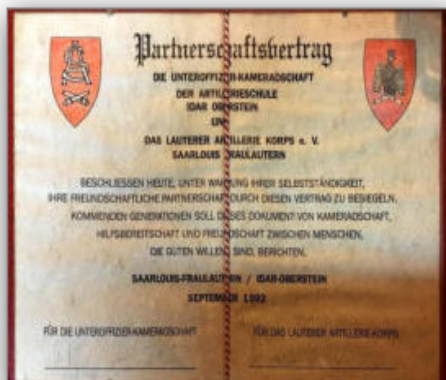 Partnerschaftsvertrag
DIE UNTEROFFIZIER-KAMERADSCHAFT
DER ARTILLERIESCHULE
IDAR OBERSTEIN
UND
DAS LAUTERER ARTILLERIE KORPS e. V.
SAARLOUIS FRAULAUTERN
BESCHLIESSEN HEUTE, UNTER WAHRUNG IHRER SELBSTSTÄNDIGKEIT,
IHRE FREUNDSCHAFTLICHE PARTNERSCHAFT DURCH DIESEN VERTRAG ZU BESIEGELN.
KOMMENDEN GENERATIONEN SOLL DIESES DOKUMENT VON KAMERADSCHAFT,
HILFSBEREITSCHAFT UND FREUNDSCHAFT ZWISCHEN MENSCHEN,
DIE GUTEN WILLENS SIND, BERICHTEN.
SAARLOUIS-FRAULAUTERN / IDAR-OBERSTEIN
SEPTEMBER 1992
FÜR DIE UNTEROFFIZIER-KAMERADSCHAFT
FÜR DAS LAUTERER ARTILLERIE-KORPS